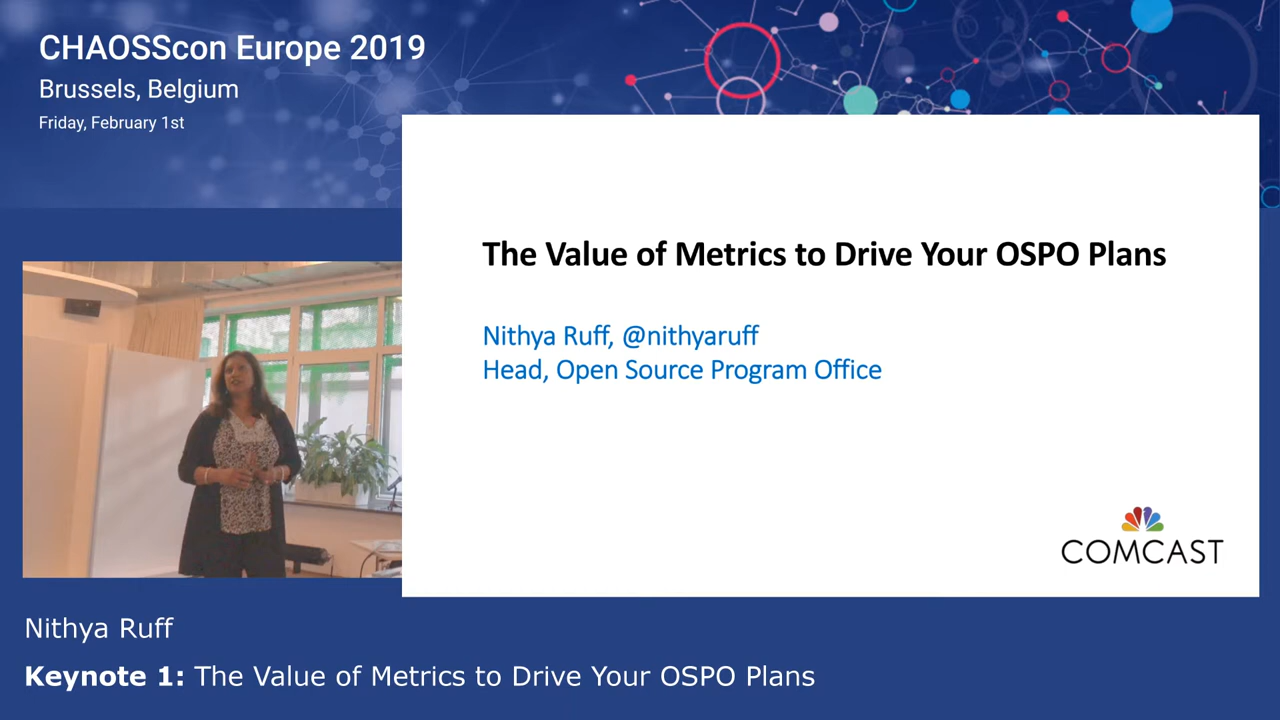 CHAOSScon Europe 2019
Brussels, Belgium
Friday, February 1st
The Value of Metrics to Drive Your OSPO Plans
Nithya Ruff, @nithyaruff
Head, Open Source Program Office
COMCAST
Nithya Ruff
Keynote 1: The Value of Metrics to Drive Your OSPO Plans